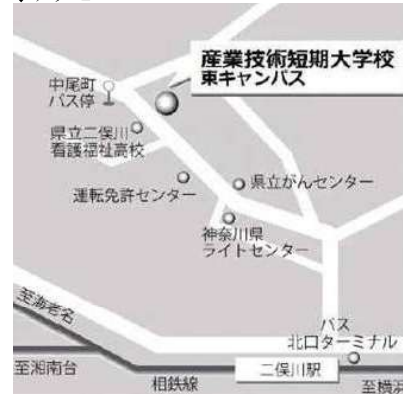 産業技術短期大学校
東キャンパス
中尾町
バス停
県立二俣川
看護福祉高校
運転免許センター
県立がんセンター
神奈川県
ライトセンター
至海老名
バス
北口ターミナル
至湘南台
相鉄線
二俣川駅
至横浜